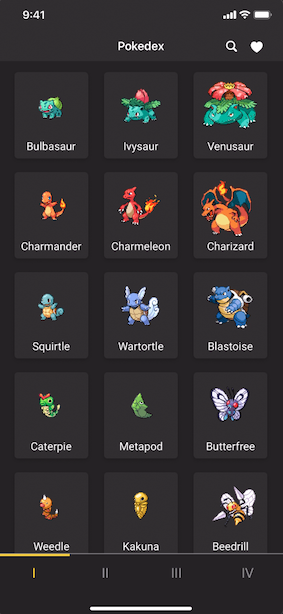 9:41
Pokedex
Bulbasaur Ivysaur Venusaur
Charmander Charmeleon Charizard
Squirtle Wartortle Blastoise
Caterpie Metapod Butterfree
Weedle Kakuna Beedrill
I II III IV